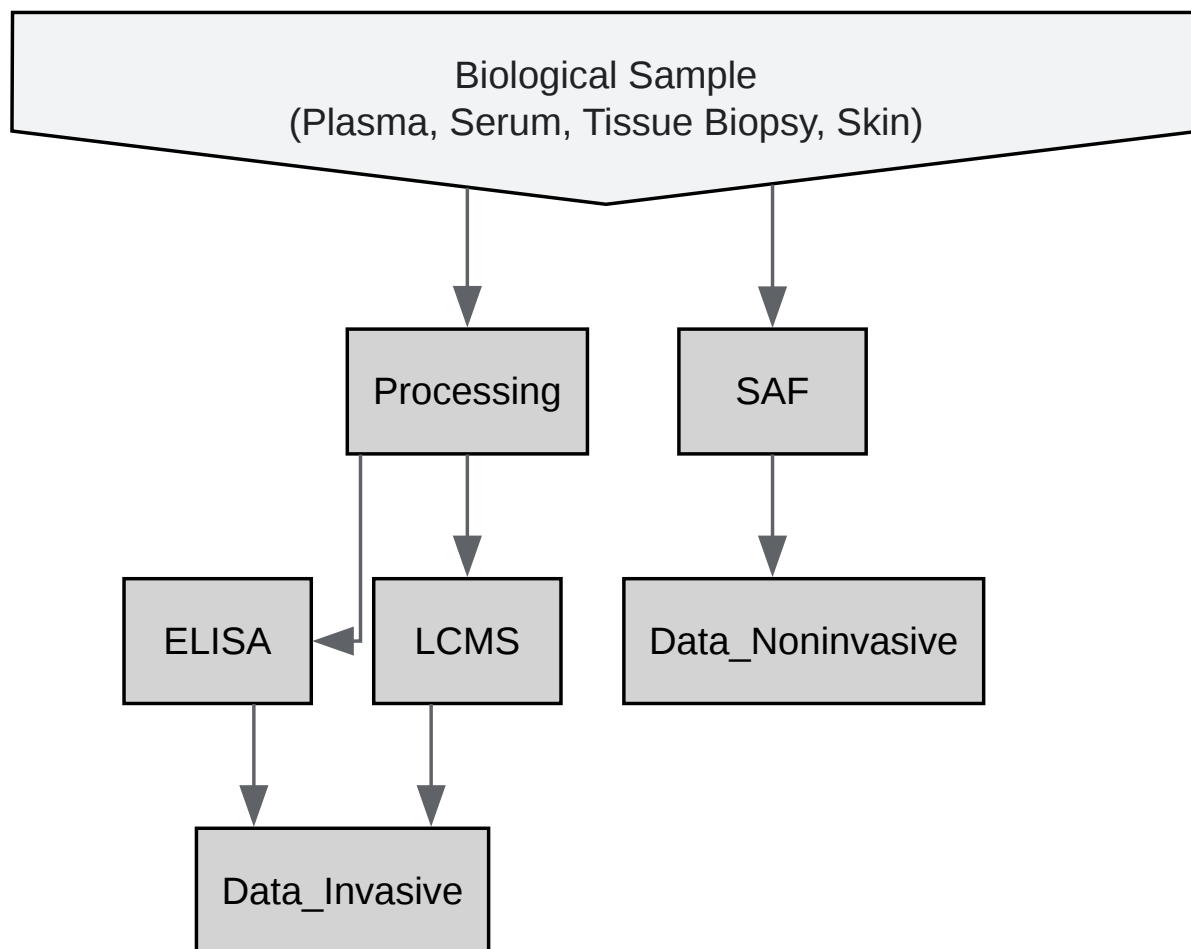 Biological Sample
(Plasma, Serum, Tissue Biopsy, Skin)
Processing
SAF
ELISA
LCMS
Data_Noninvasive
Data_Invasive